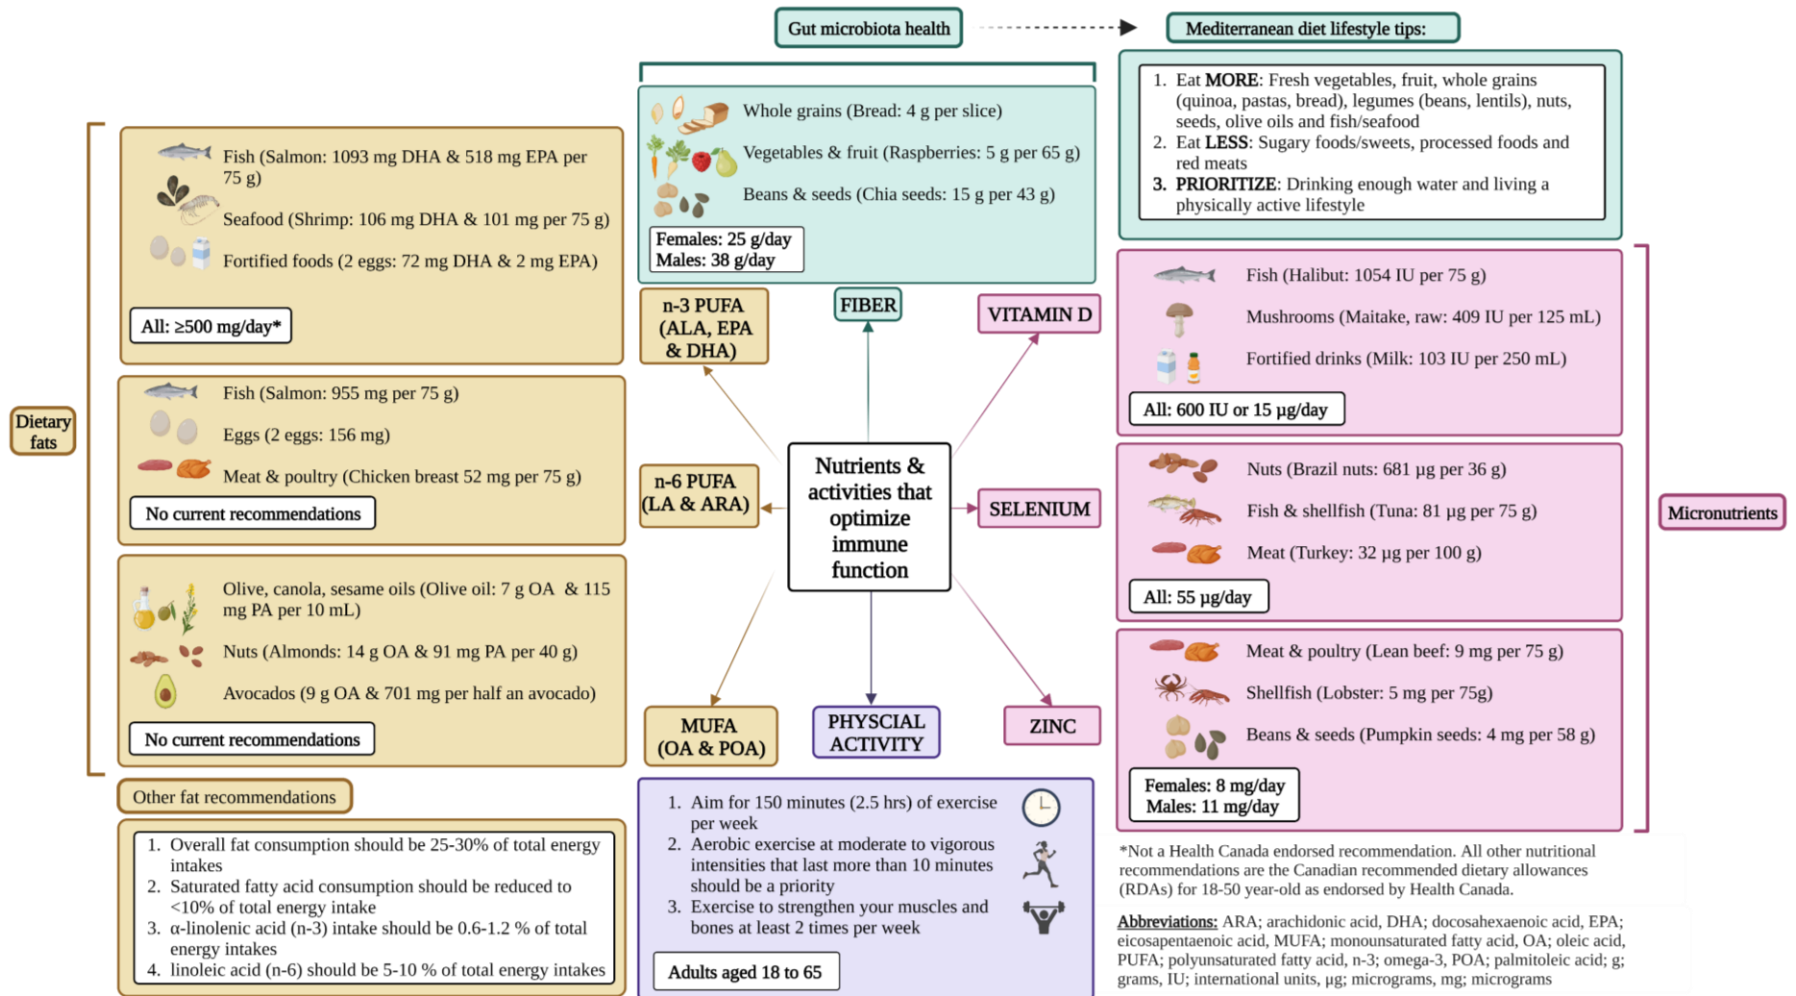 Gut microbiota health
Mediterranean diet lifestyle tips:
1. Eat MORE: Fresh vegetables, fruit, whole grains
(quinoa, pastas, bread), legumes (beans, lentils), nuts,
seeds, olive oils and fish/seafood
2. Eat LESS: Sugary foods/sweets, processed foods and
red meats
3. PRIORITIZE: Drinking enough water and living a
physically active lifestyle
Whole grains (Bread: 4 g per slice)
Vegetables & fruit (Raspberries: 5 g per 65 g)
Beans & seeds (Chia seeds: 15 g per 43 g)
Females: 25 g/day
Males: 38 g/day
Dietary
fats
Fish (Salmon: 1093 mg DHA & 518 mg EPA per
75 g)
Seafood (Shrimp: 106 mg DHA & 101 mg per 75 g)
Fortified foods (2 eggs: 72 mg DHA & 2 mg EPA)
All: ≥500 mg/day*
Fish (Salmon: 955 mg per 75 g)
Eggs (2 eggs: 156 mg)
Meat & poultry (Chicken breast 52 mg per 75 g)
No current recommendations
Olive, canola, sesame oils (Olive oil: 7 g OA & 115
mg PA per 10 mL)
Nuts (Almonds: 14 g OA & 91 mg PA per 40 g)
Avocados (9 g OA & 701 mg per half an avocado)
No current recommendations
n-3 PUFA
(ALA, EPA
& DHA)
FIBER
VITAMIN D
n-6 PUFA
(LA & ARA)
Nutrients &
activities that
optimize
immune
function
SELENIUM
MUFA
(OA & POA)
PHYSCIAL
ACTIVITY
ZINC
Fish (Halibut: 1054 IU per 75 g)
Mushrooms (Maitake, raw: 409 IU per 125 mL)
Fortified drinks (Milk: 103 IU per 250 mL)
All: 600 IU or 15 µg/day
Nuts (Brazil nuts: 681 µg per 36 g)
Fish & shellfish (Tuna: 81 µg per 75 g)
Meat (Turkey: 32 µg per 100 g)
All: 55 µg/day
Meat & poultry (Lean beef: 9 mg per 75 g)
Shellfish (Lobster: 5 mg per 75g)
Beans & seeds (Pumpkin seeds: 4 mg per 58 g)
Females: 8 mg/day
Males: 11 mg/day
Micronutrients
Other fat recommendations
1. Overall fat consumption should be 25-30% of total energy
intakes
2. Saturated fatty acid consumption should be reduced to
<10% of total energy intake
3. α-linolenic acid (n-3) intake should be 0.6-1.2 % of total
energy intakes
4. linoleic acid (n-6) should be 5-10 % of total energy intakes
1. Aim for 150 minutes (2.5 hrs) of exercise
per week
2. Aerobic exercise at moderate to vigorous
intensities that last more than 10 minutes
should be a priority
3. Exercise to strengthen your muscles and
bones at least 2 times per week
Adults aged 18 to 65
*Not a Health Canada endorsed recommendation. All other nutritional
recommendations are the Canadian recommended dietary allowances
(RDAs) for 18-50 year-old as endorsed by Health Canada.
Abbreviations: ARA; arachidonic acid, DHA; docosahexaenoic acid, EPA;
eicosapentaenoic acid, MUFA; monounsaturated fatty acid, OA; oleic acid,
PUFA; polyunsaturated fatty acid, n-3; omega-3, POA; palmitoleic acid; g;
grams, IU; international units, µg; micrograms, mg; micrograms